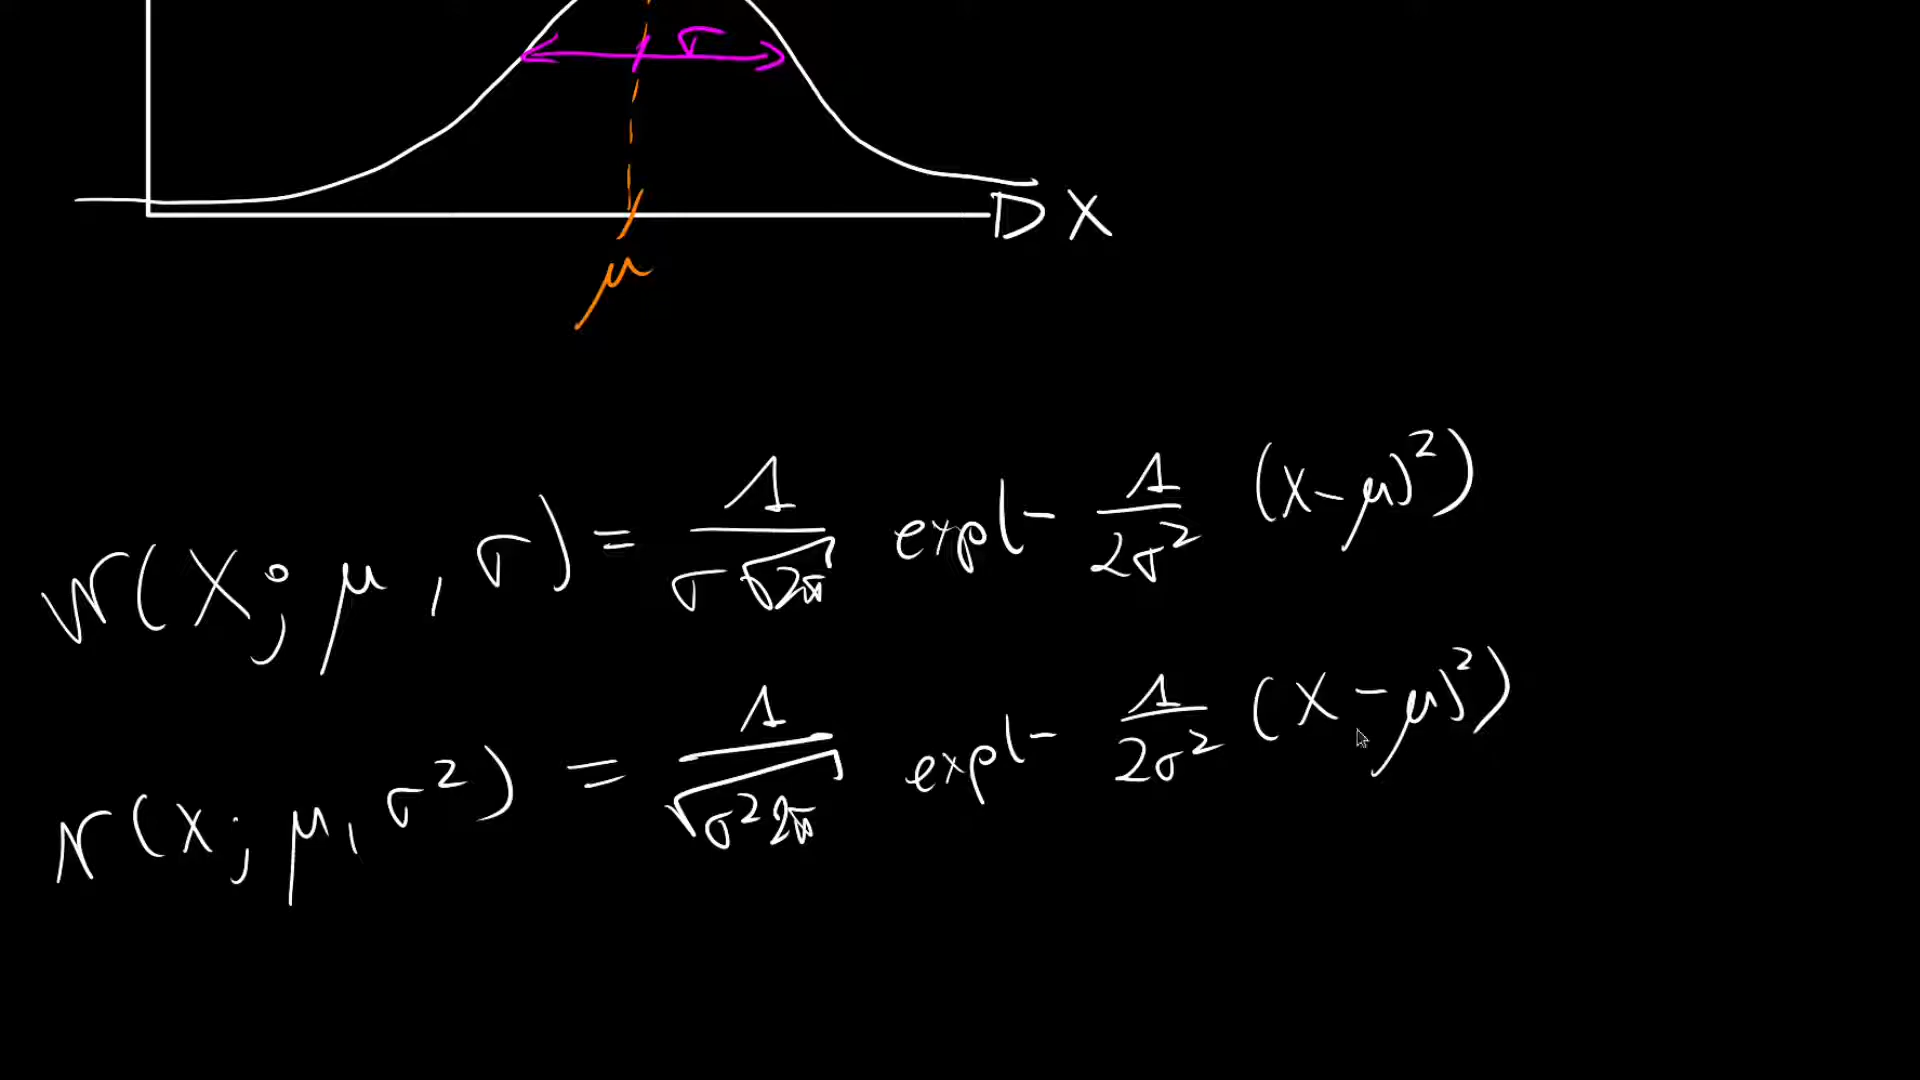 σ
X
μ
N(X; μ, σ) = 1/(σ√2π) exp(- 1/(2σ²) (X-μ)²)
N(X; μ, σ²) = 1/√(σ²2π) exp(- 1/(2σ²) (X-μ)²)